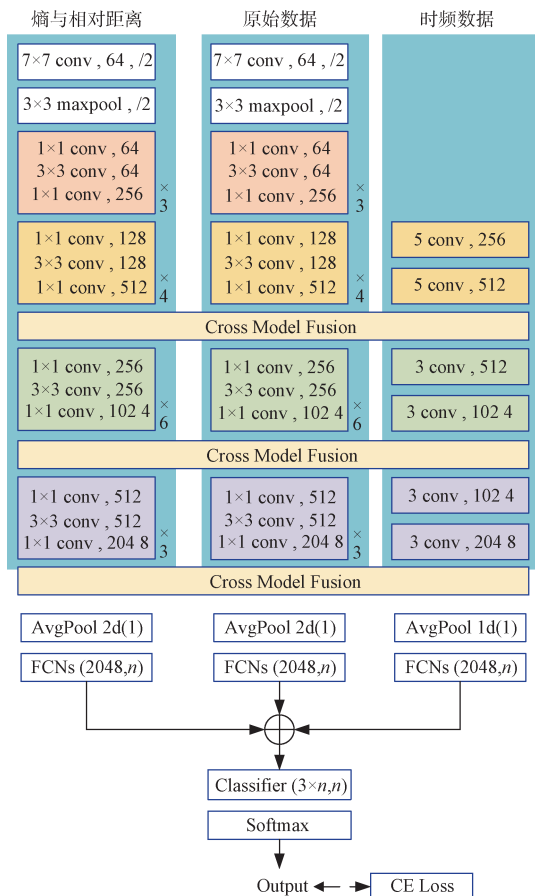 熵与相对距离
原始数据
时频数据
7×7 conv , 64 , /2
7×7 conv , 64 , /2
3×3 maxpool , /2
3×3 maxpool , /2
1×1 conv , 64
3×3 conv , 64
1×1 conv , 256
×
3
1×1 conv , 64
3×3 conv , 64
1×1 conv , 256
×
3
1×1 conv , 128
3×3 conv , 128
1×1 conv , 512
×
4
1×1 conv , 128
3×3 conv , 128
1×1 conv , 512
×
4
5 conv , 256
5 conv , 512
Cross Model Fusion
1×1 conv , 256
3×3 conv , 256
1×1 conv , 102 4
×
6
1×1 conv , 256
3×3 conv , 256
1×1 conv , 102 4
×
6
3 conv , 512
3 conv , 102 4
Cross Model Fusion
1×1 conv , 512
3×3 conv , 512
1×1 conv , 204 8
×
3
1×1 conv , 512
3×3 conv , 512
1×1 conv , 204 8
×
3
3 conv , 102 4
3 conv , 204 8
Cross Model Fusion
AvgPool 2d(1)
AvgPool 2d(1)
AvgPool 1d(1)
FCNs (2048,n)
FCNs (2048,n)
FCNs (2048,n)
Classifier (3×n,n)
Softmax
Output
CE Loss